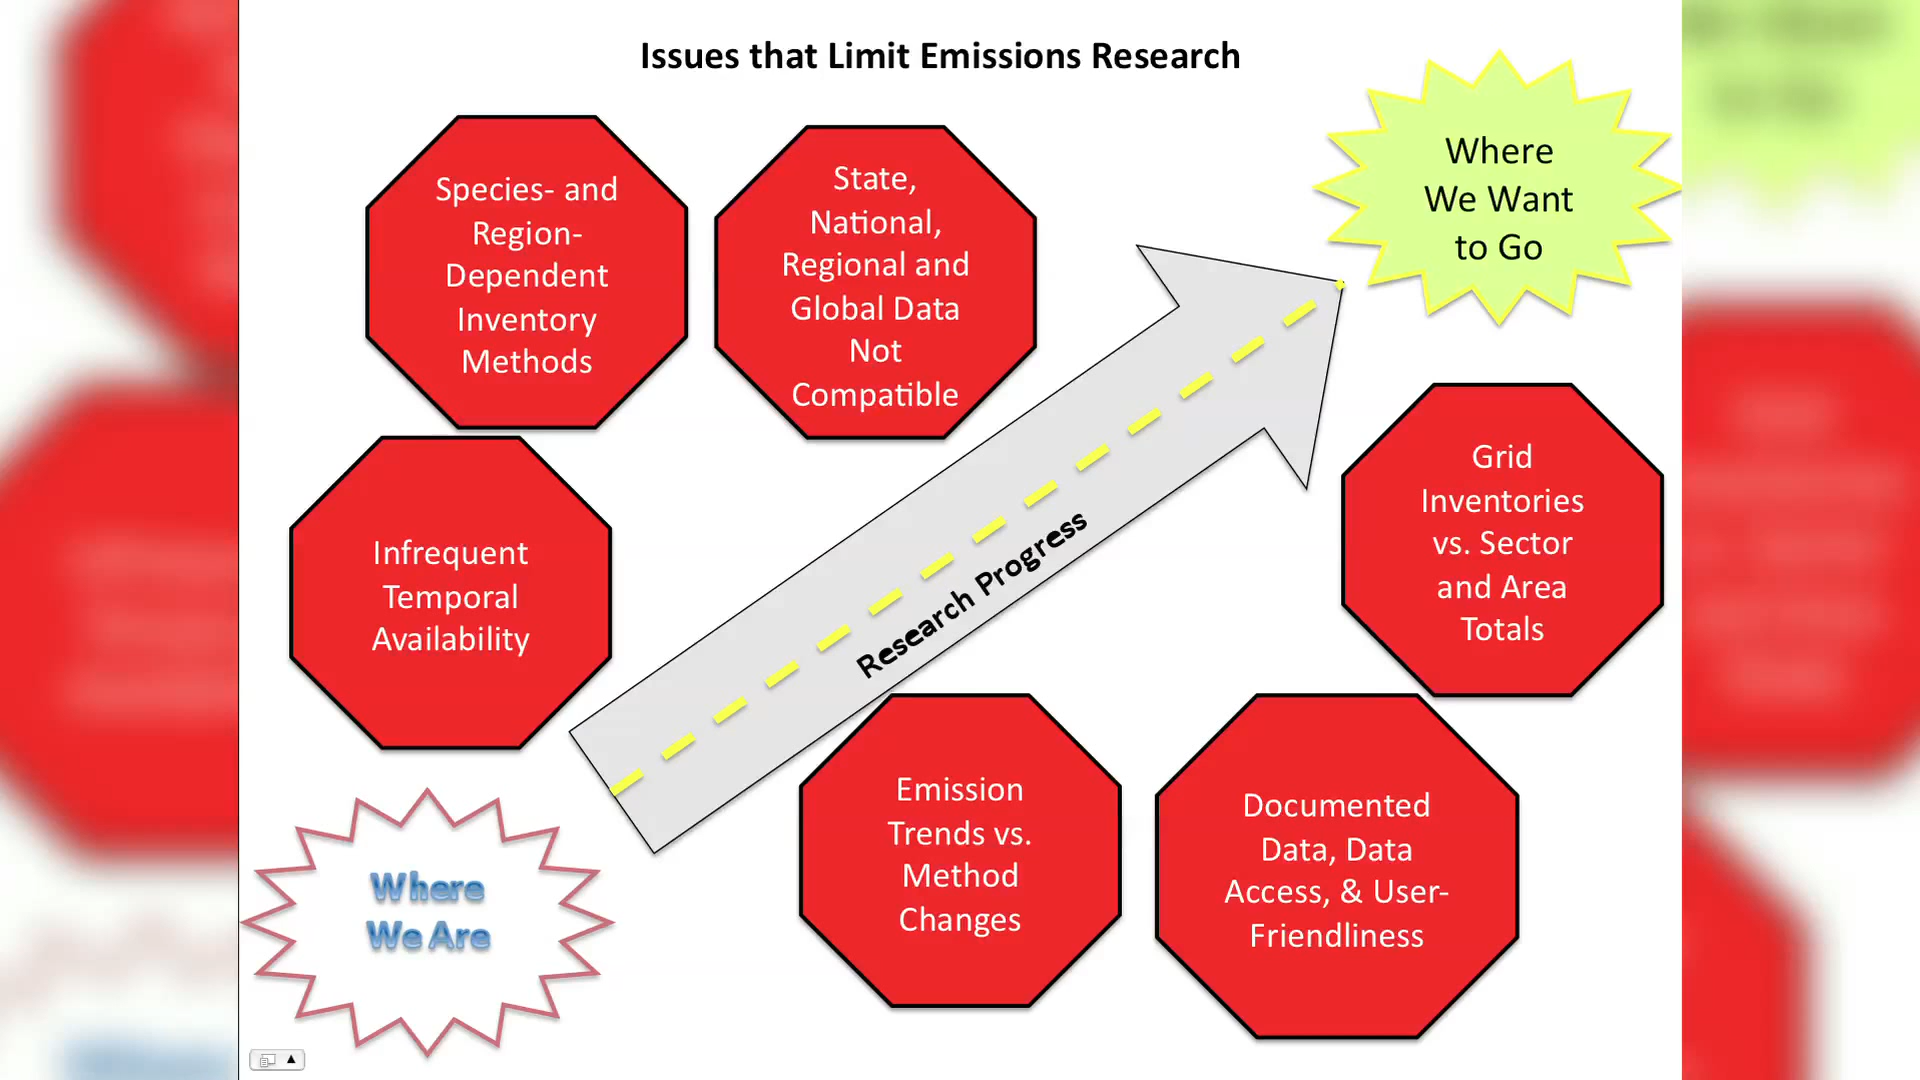 Issues that Limit Emissions Research
Species- and
Region-
Dependent
Inventory
Methods
State,
National,
Regional and
Global Data
Not
Compatible
Where
We Want
to Go
Infrequent
Temporal
Availability
Grid
Inventories
vs. Sector
and Area
Totals
Research Progress
Emission
Trends vs.
Method
Changes
Documented
Data, Data
Access, & User-
Friendliness
Where
We Are